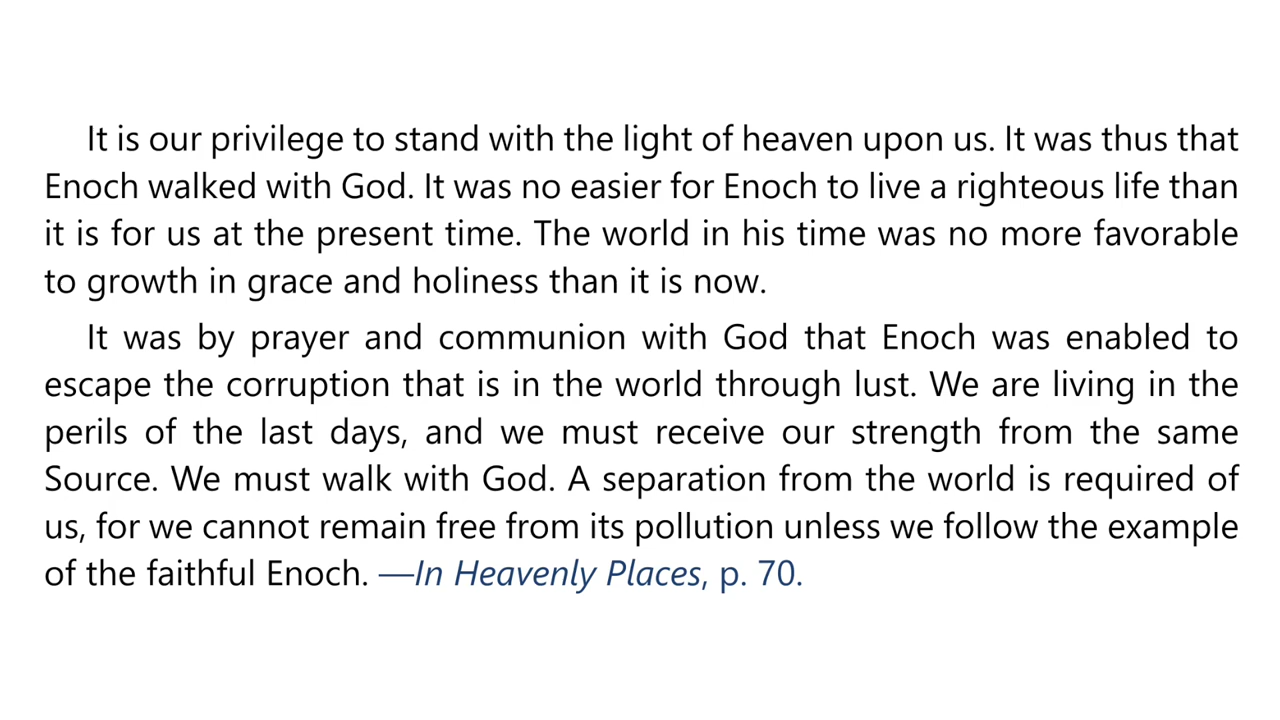 It is our privilege to stand with the light of heaven upon us. It was thus that
Enoch walked with God. It was no easier for Enoch to live a righteous life than
it is for us at the present time. The world in his time was no more favorable
to growth in grace and holiness than it is now.
It was by prayer and communion with God that Enoch was enabled to
escape the corruption that is in the world through lust. We are living in the
perils of the last days, and we must receive our strength from the same
Source. We must walk with God. A separation from the world is required of
us, for we cannot remain free from its pollution unless we follow the example
of the faithful Enoch. —In Heavenly Places, p. 70.